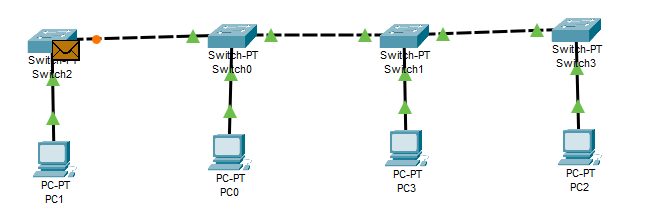 Switch-PT
Switch2
Switch-PT
Switch0
Switch-PT
Switch1
Switch-PT
Switch3
PC-PT
PC1
PC-PT
PC0
PC-PT
PC3
PC-PT
PC2